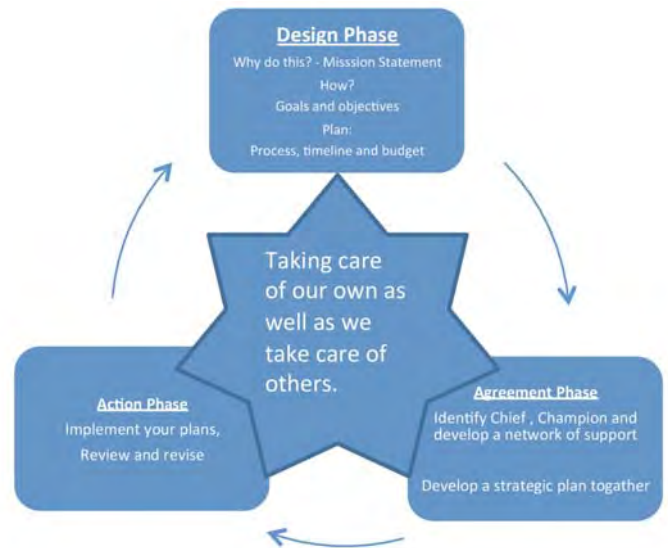 Design Phase
Why do this? - Misssion Statement
How?
Goals and objectives
Plan:
Process, timeline and budget
Taking care
of our own as
well as we
take care of
others.
Action Phase
Implement your plans,
Review and revise
Agreement Phase
Identify Chief , Champion and
develop a network of support
Develop a strategic plan togather